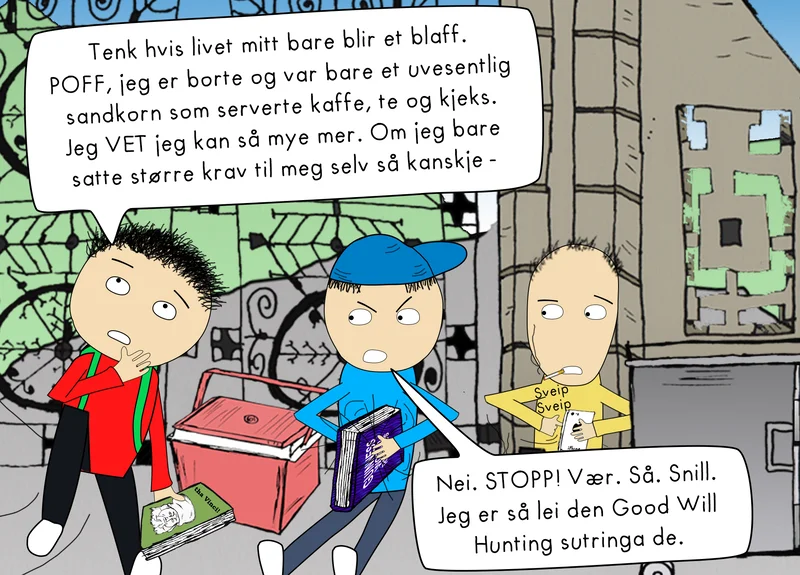 Tenk hvis livet mitt bare blir et blaff.
POFF, jeg er borte og var bare et uvesentlig
sandkorn som serverte kaffe, te og kjeks.
Jeg VET jeg kan så mye mer. Om jeg bare
satte større krav til meg selv så kanskje -
Sveip
Sveip
Nei. STOPP! Vær. Så. Snill.
Jeg er så lei den Good Will
Hunting sutringa de.
tha Vinci!
GUINNESS